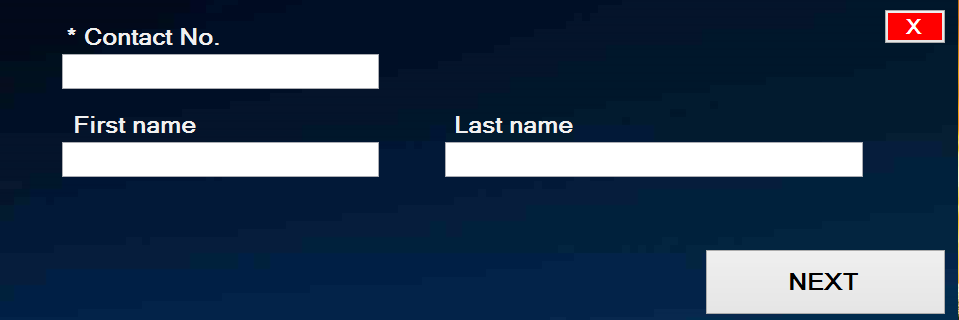 X
* Contact No.
First name
Last name
NEXT